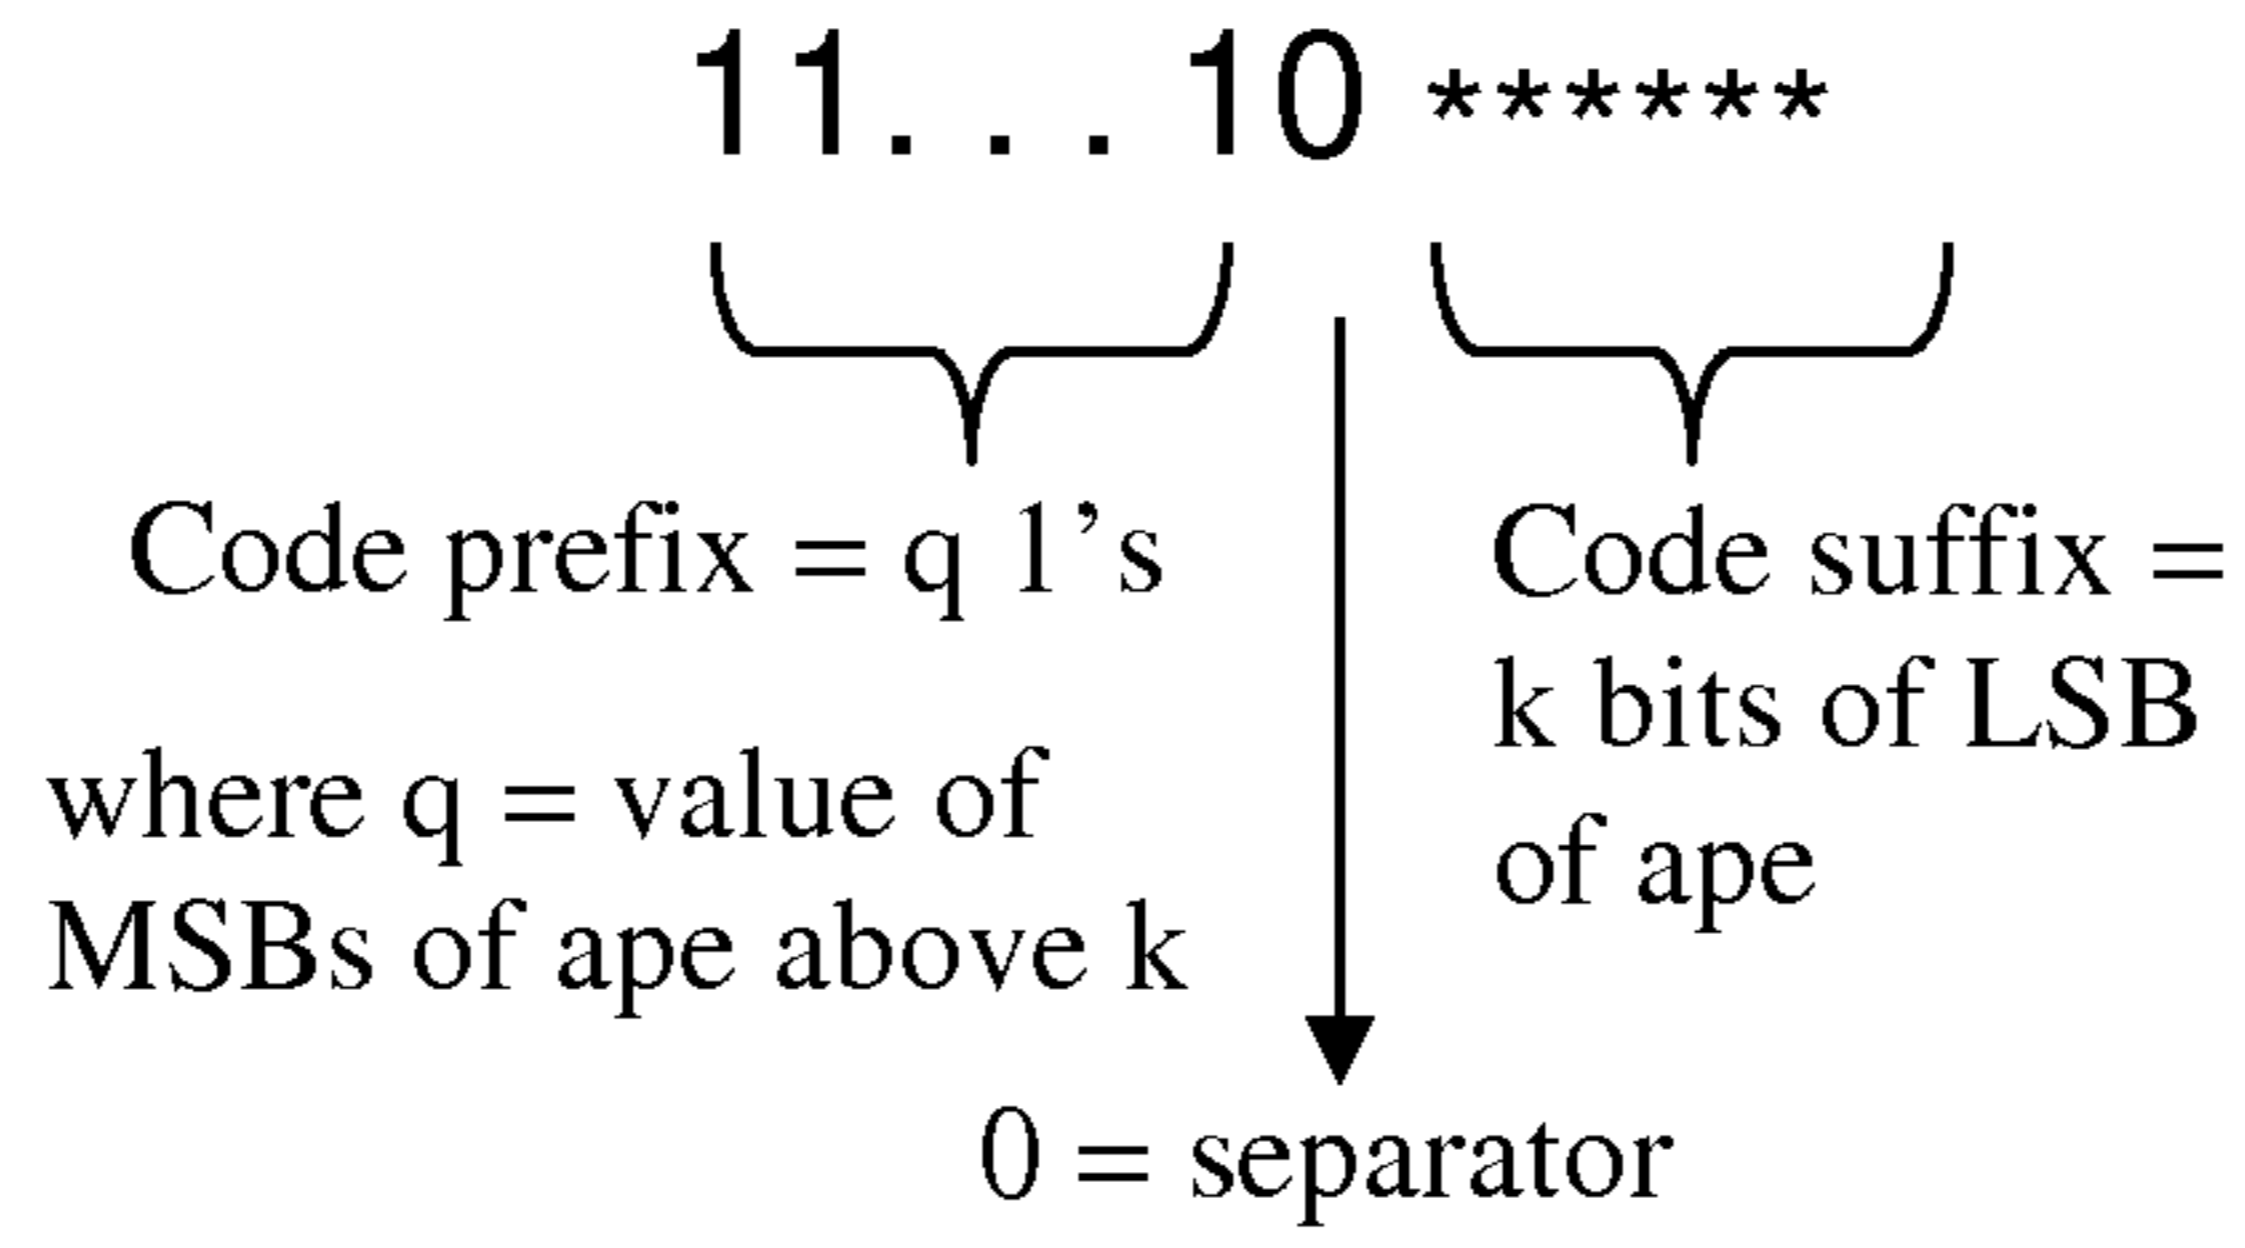 11...10 ******
Code prefix = q 1's
where q = value of
MSBs of ape above k
Code suffix =
k bits of LSB
of ape
0 = separator